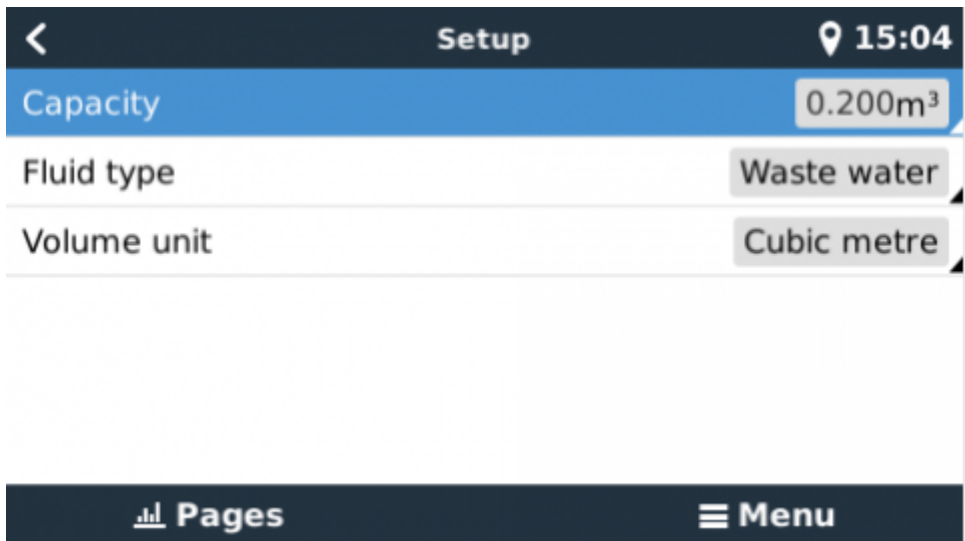 Setup 15:04
Capacity 0.200m³
Fluid type Waste water
Volume unit Cubic metre
Pages Menu